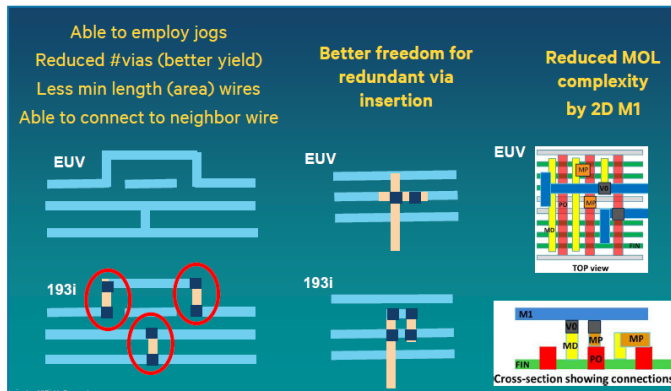 Able to employ jogs
Reduced #vias (better yield)
Less min length (area) wires
Able to connect to neighbor wire
EUV
193i
Better freedom for
redundant via
insertion
EUV
193i
Reduced MOL
complexity
by 2D M1
EUV
MP
V0
PO
MP
MD
FIN
TOP view
M1
V0
MD
MP
MP
PO
FIN
Cross-section showing connections